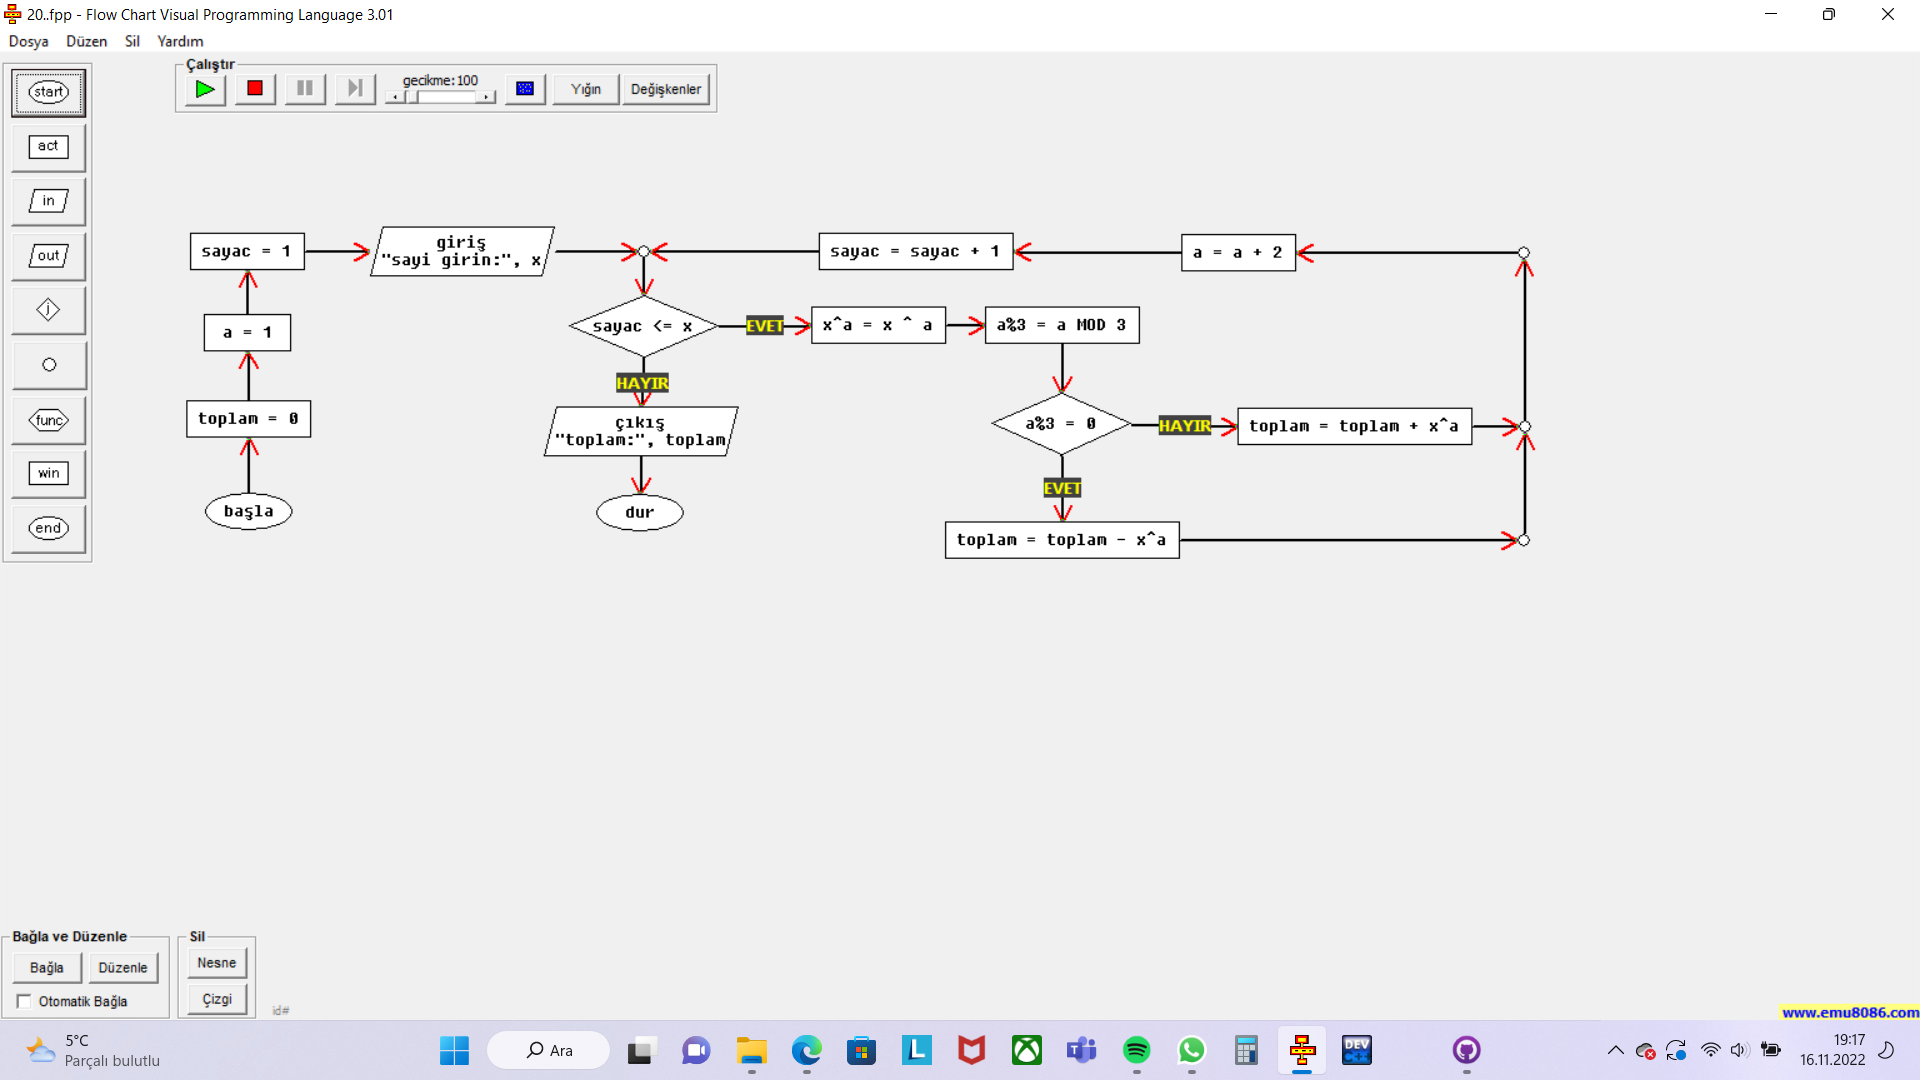 20..fpp - Flow Chart Visual Programming Language 3.01
Dosya Düzen Sil Yardım
Çalıştır
gecikmе:100
Yığın
Değişkenler
start
act
in
out
j
func
win
end
sayac = 1
giriş
"sayi girin:", x
sayac = sayac + 1
a = a + 2
a = 1
sayac <= x
EVET
x^a = x ^ a
a%3 = a MOD 3
HAYIR
toplam = 0
çıkış
"toplam:", toplam
a%3 = 0
HAYIR
toplam = toplam + x^a
EVET
başla
dur
toplam = toplam - x^a
Bağla ve Düzenle
Bağla
Düzenle
Otomatik Bağla
Sil
Nesne
Çizgi
id#
www.emu8086.com
5°C
Parçalı bulutlu
Ara
L
DEV
C++
19:17
16.11.2022